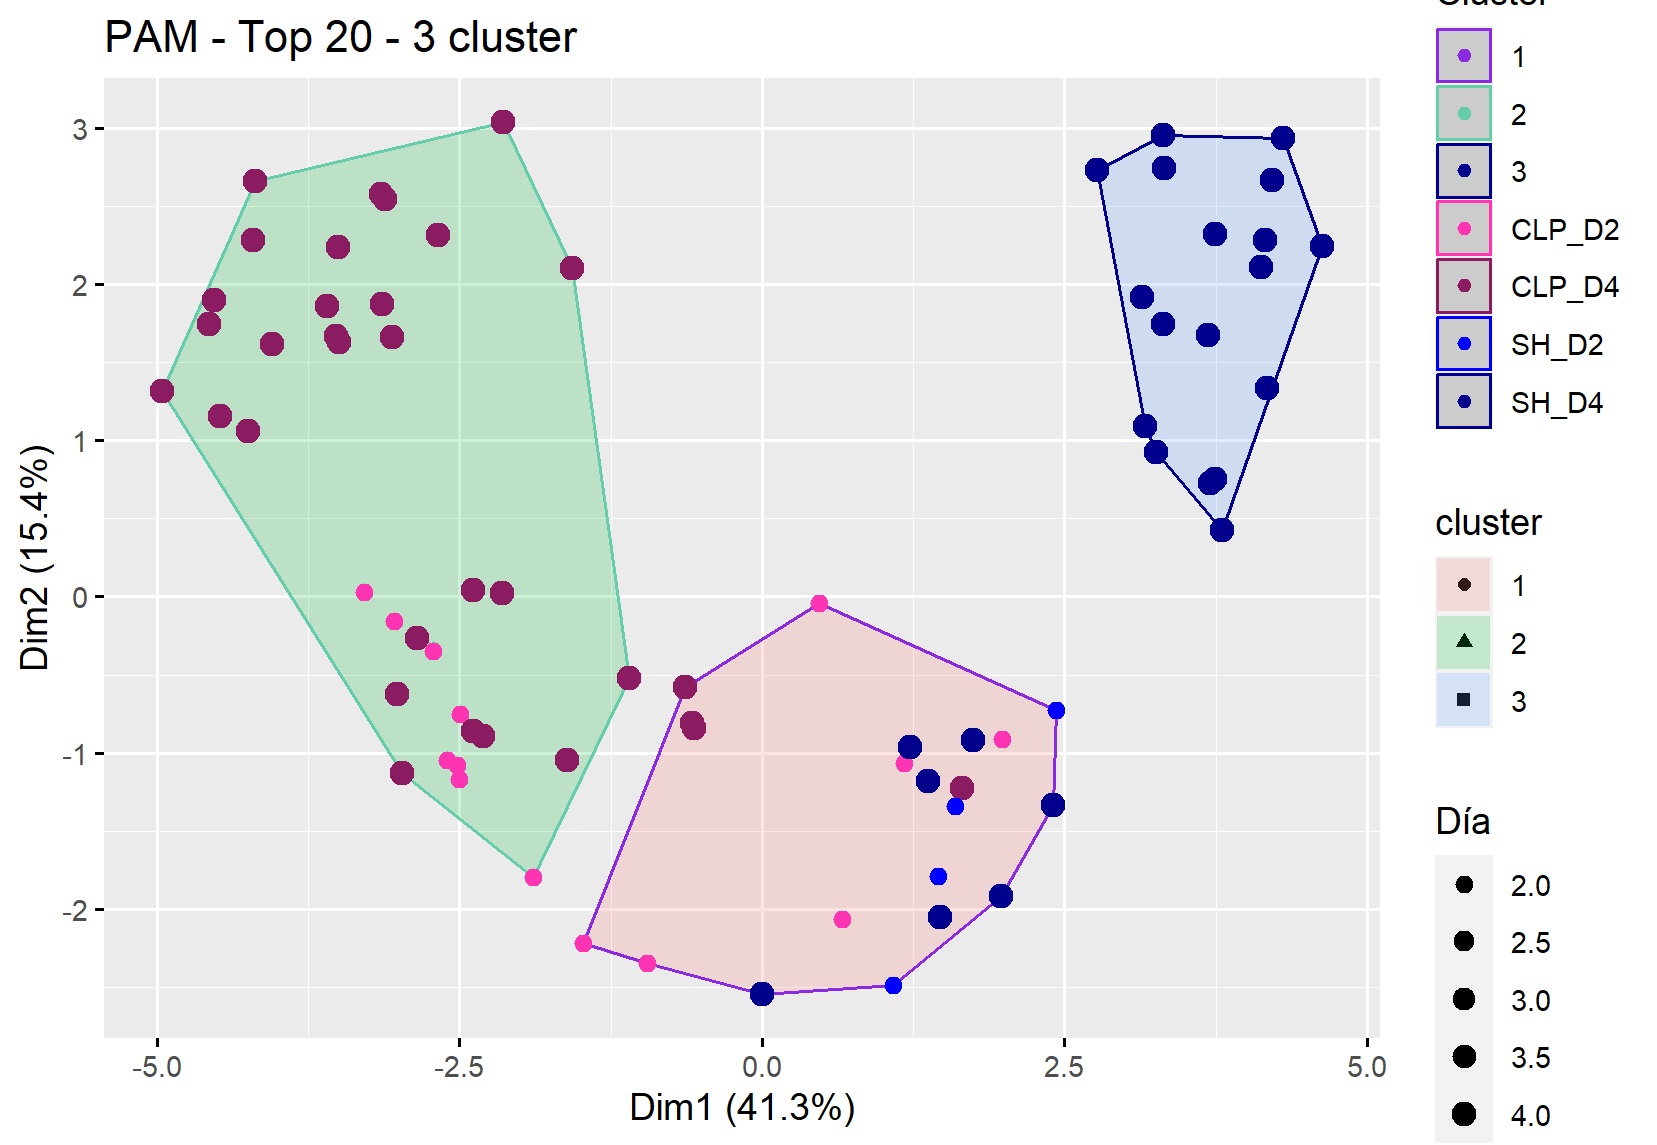 PAM - Top 20 - 3 cluster
3
2
1
0
-1
-2
Dim2 (15.4%)
-5.0
-2.5
0.0
2.5
5.0
Dim1 (41.3%)
Cluster
1
2
3
CLP_D2
CLP_D4
SH_D2
SH_D4
cluster
1
2
3
Día
2.0
2.5
3.0
3.5
4.0